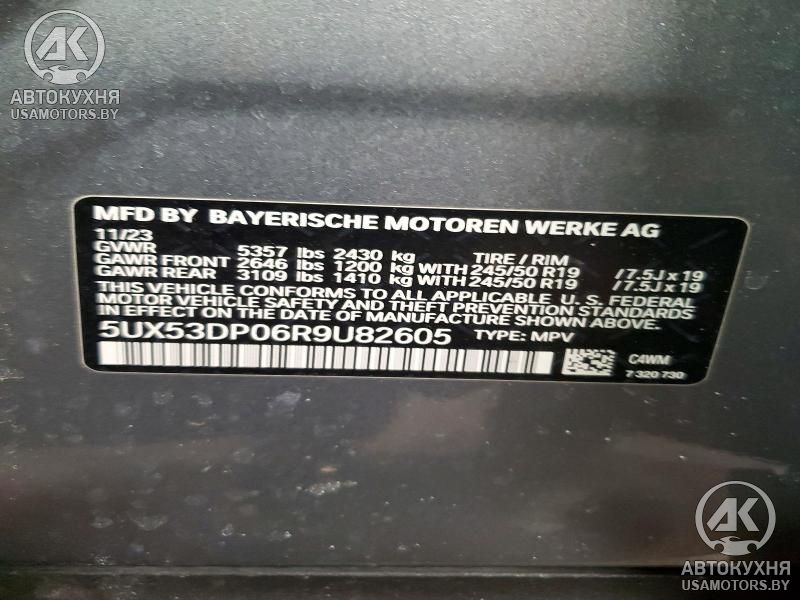 AK
АВТОКУХНЯ
USAMOTORS.BY
MFD BY BAYERISCHE MOTOREN WERKE AG
11/23
GVWR 5357 lbs 2430 kg TIRE / RIM
GAWR FRONT 2646 lbs 1200 kg WITH 245/50 R19 / 7.5J x 19
GAWR REAR 3109 lbs 1410 kg WITH 245/50 R19 / 7.5J x 19
THIS VEHICLE CONFORMS TO ALL APPLICABLE U.S. FEDERAL
MOTOR VEHICLE SAFETY AND THEFT PREVENTION STANDARDS
IN EFFECT ON THE DATE OF MANUFACTURE SHOWN ABOVE.
5UX53DP06R9U82605 TYPE: MPV
C4WM
7 320 730
AK
АВТОКУХНЯ
USAMOTORS.BY